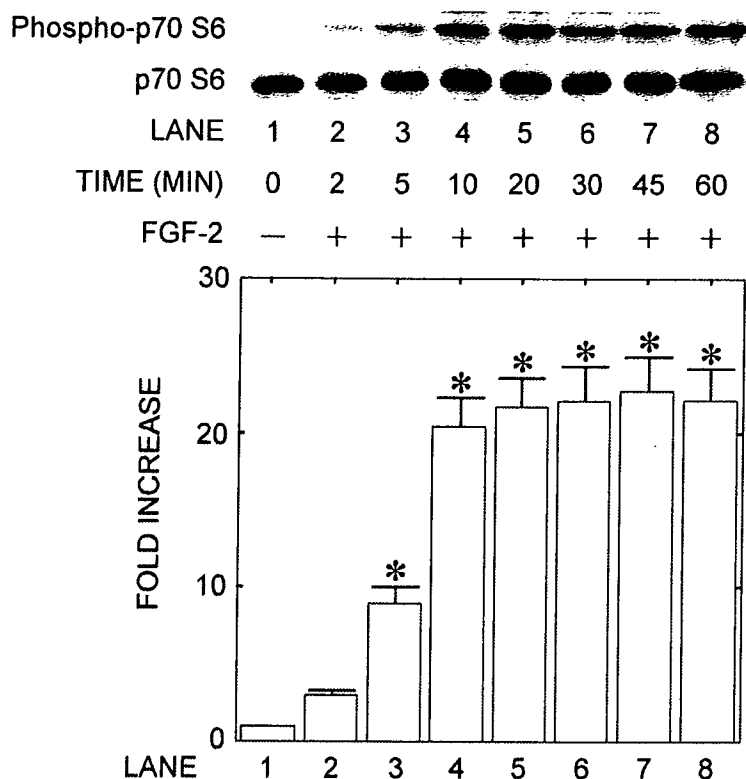 Phospho-p70 S6
p70 S6
LANE 1 2 3 4 5 6 7 8
TIME (MIN) 0 2 5 10 20 30 45 60
FGF-2 — + + + + + + +
30
* * * * * *
20
FOLD INCREASE
10
0
LANE 1 2 3 4 5 6 7 8